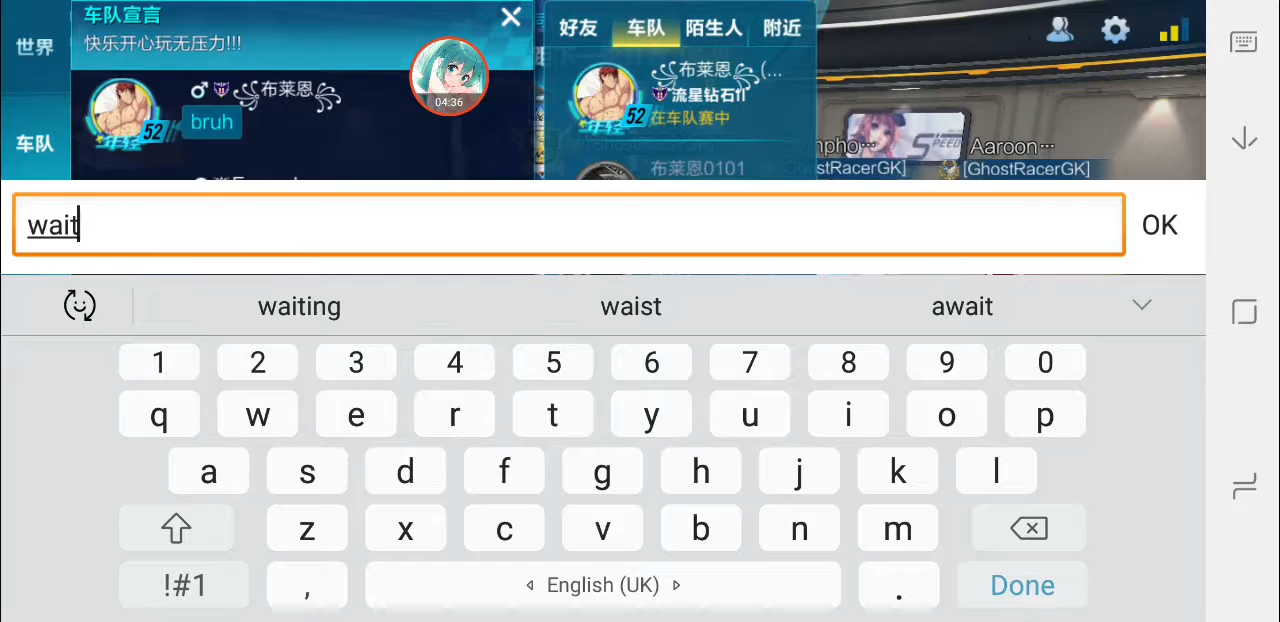 世界
车队
车队宣言
快乐开心玩无压力!!!
布莱恩
52
bruh
04:36
好友
车队
陌生人
附近
布莱恩 (...
流星钻石II
52
在车队赛中
布莱恩0101
SPEED
Aaroon...
[GhostRacerGK]
wait
OK
waiting
waist
await
1 2 3 4 5 6 7 8 9 0
q w e r t y u i o p
a s d f g h j k l
z x c v b n m
!#1 , English (UK) . Done